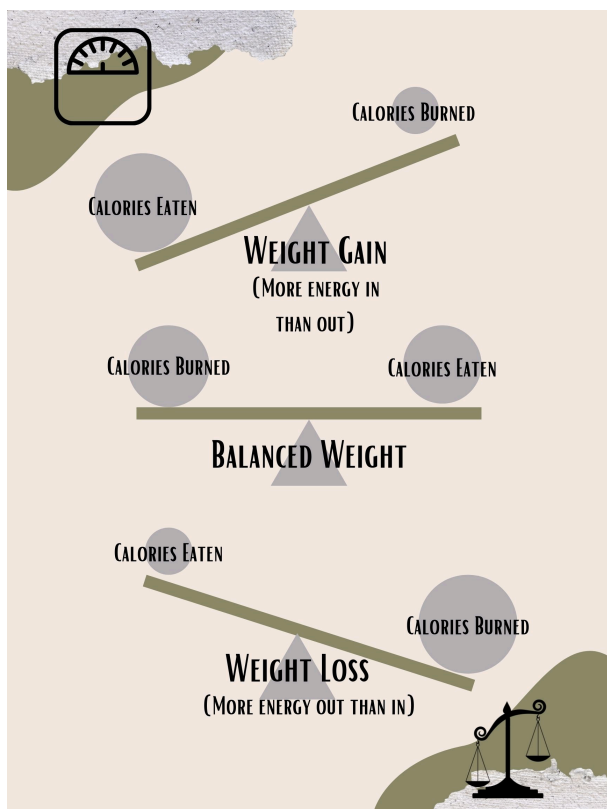 Calories Burned
Calories Eaten
Weight Gain
(More energy in
than out)
Calories Burned
Calories Eaten
Balanced Weight
Calories Eaten
Calories Burned
Weight Loss
(More energy out than in)